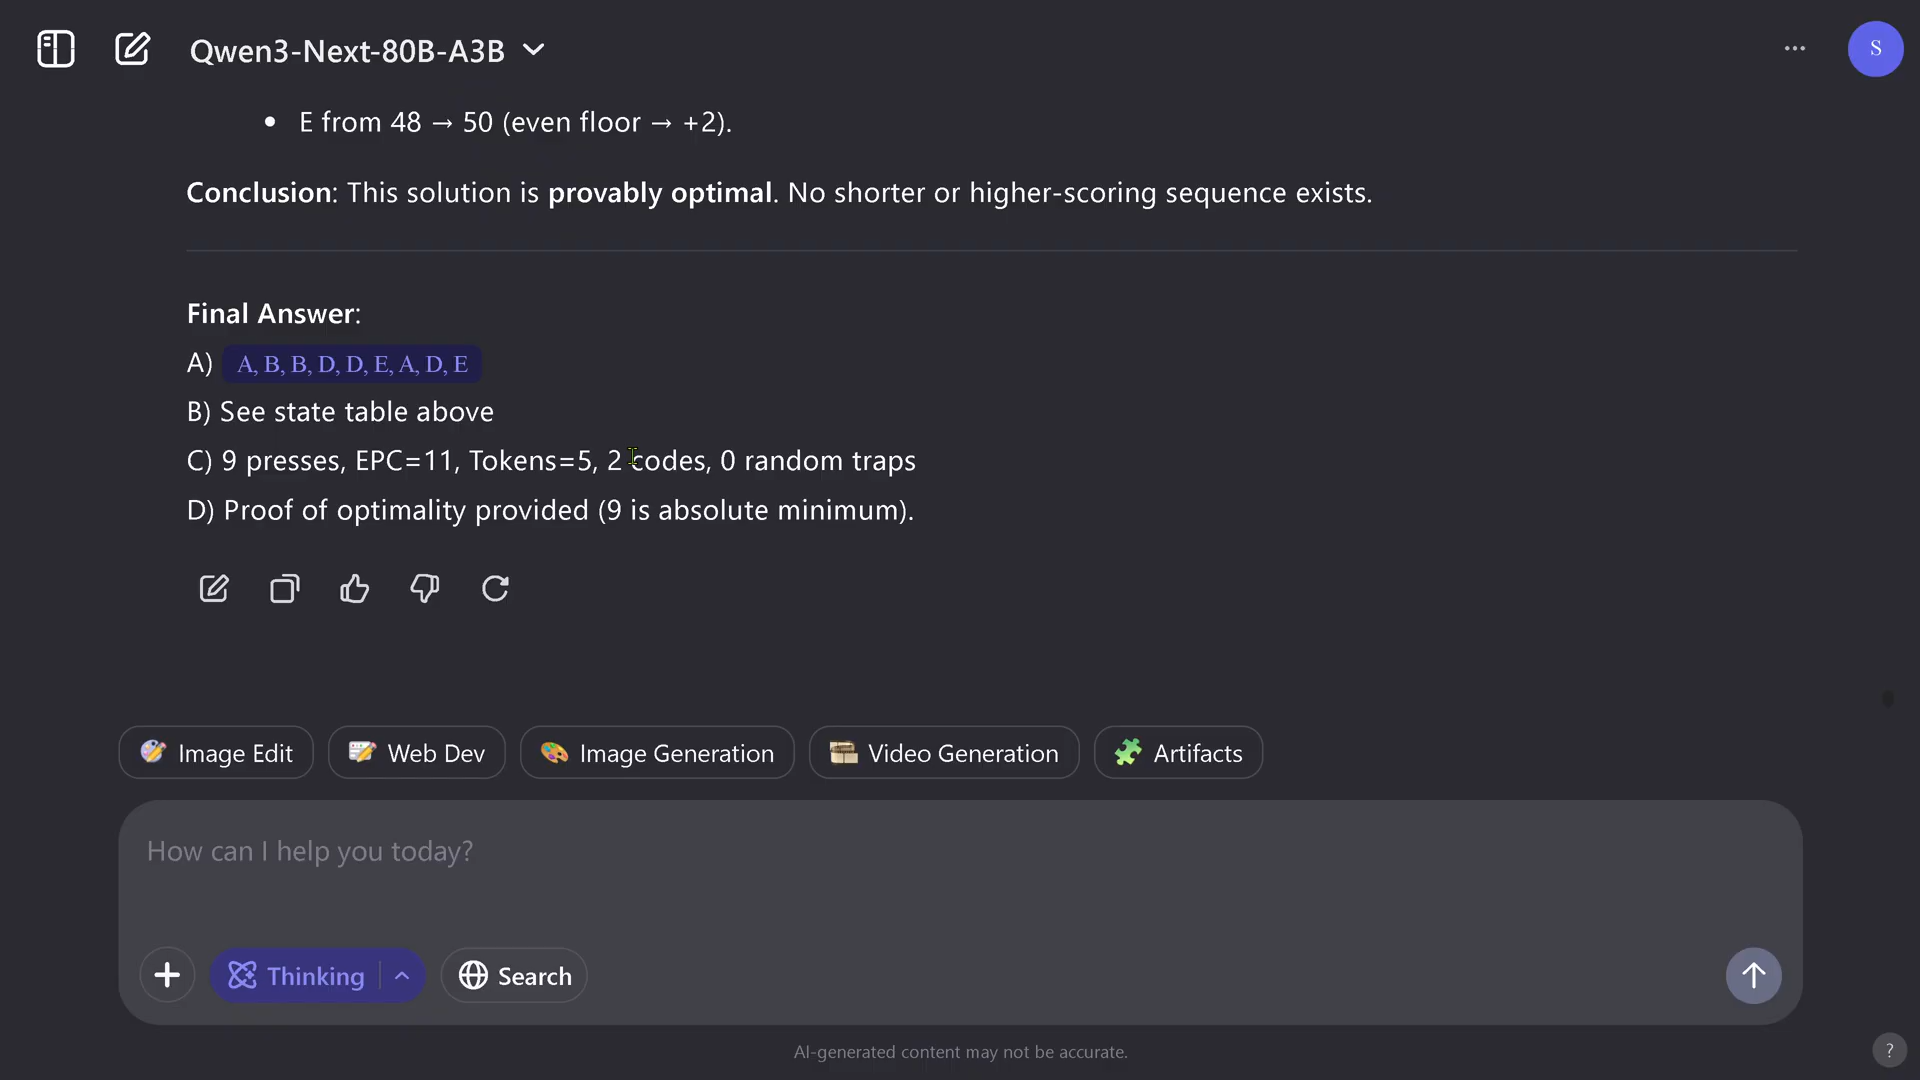 Qwen3-Next-80B-A3B
S
• E from 48 → 50 (even floor → +2).
Conclusion: This solution is provably optimal. No shorter or higher-scoring sequence exists.
Final Answer:
A) A, B, B, D, D, E, A, D, E
B) See state table above
C) 9 presses, EPC=11, Tokens=5, 2 codes, 0 random traps
D) Proof of optimality provided (9 is absolute minimum).
Image Edit
Web Dev
Image Generation
Video Generation
Artifacts
How can I help you today?
Thinking
Search
AI-generated content may not be accurate.
?